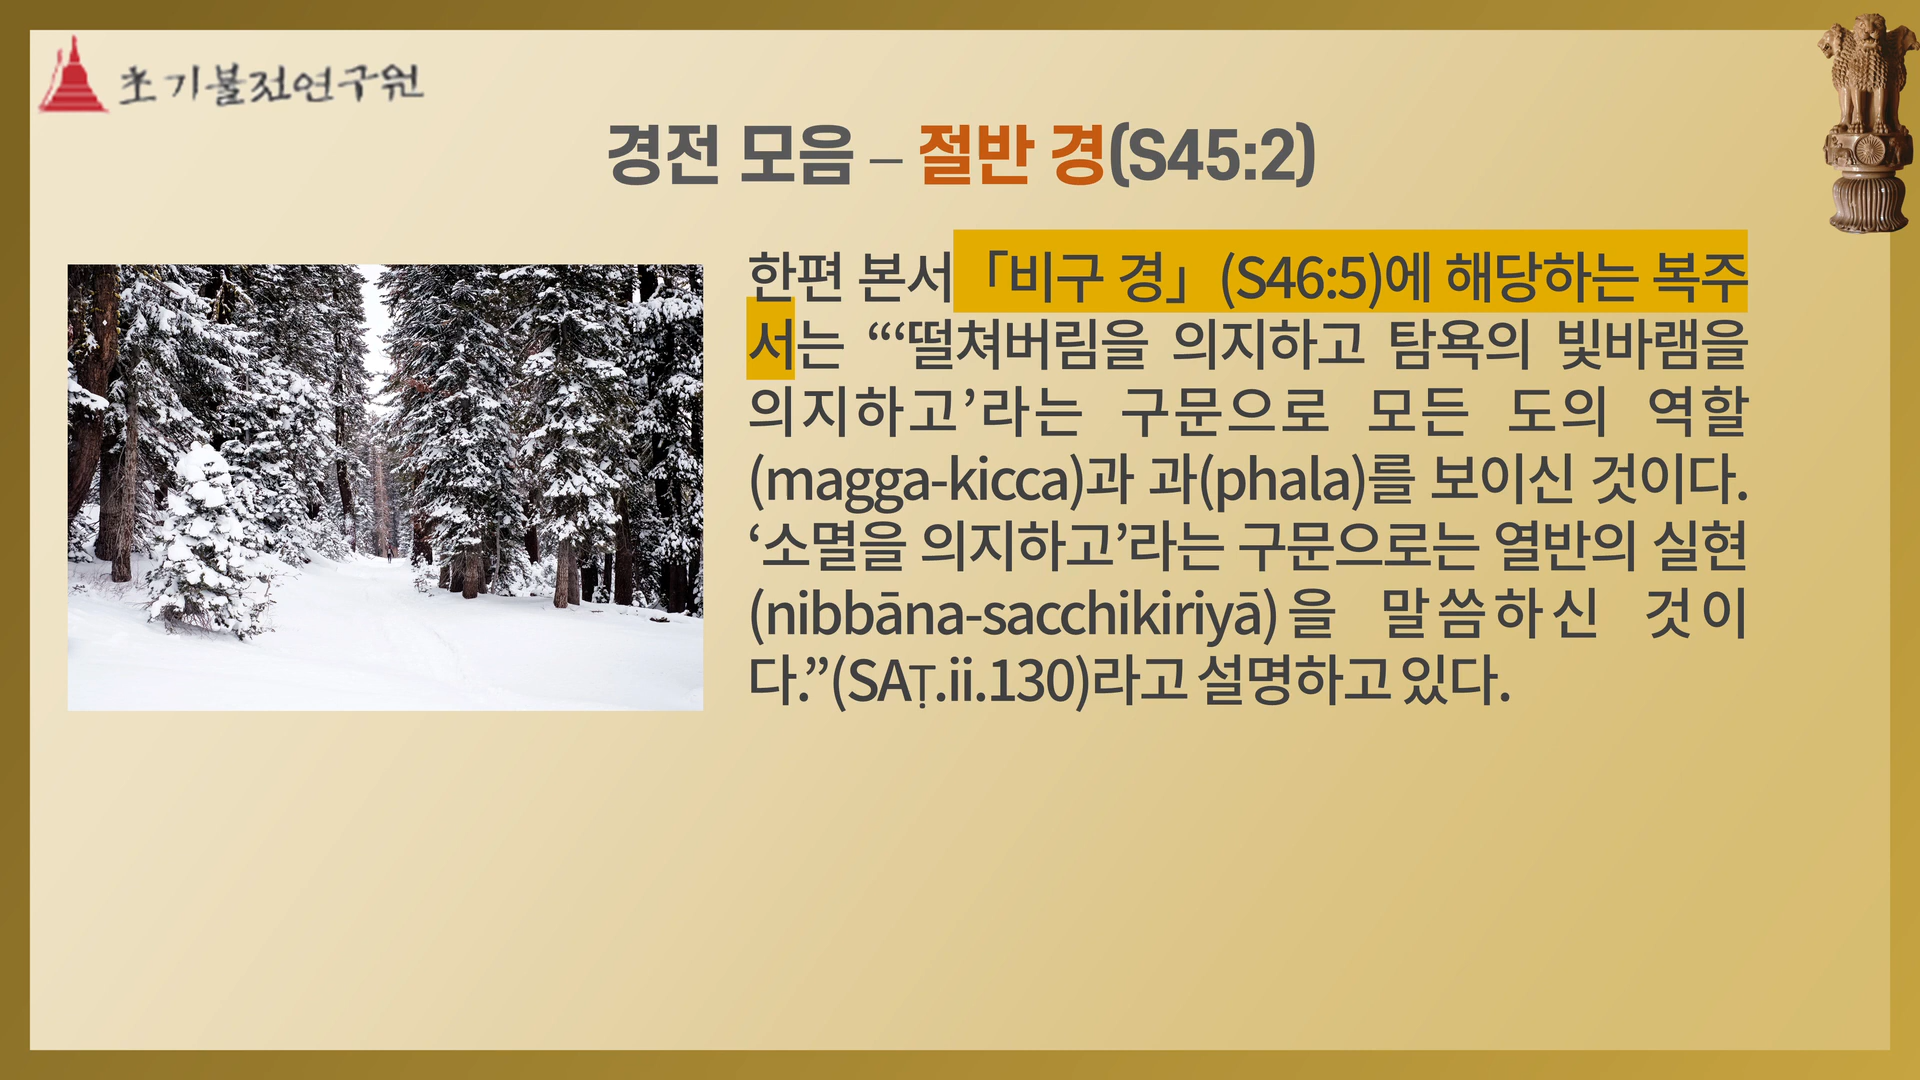 초기불전연구원
경전 모음 – 절반 경(S45:2)
한편 본서 「비구 경」 (S46:5)에 해당하는 복주
서는 “‘떨쳐버림을 의지하고 탐욕의 빛바램을
의지하고’라는 구문으로 모든 도의 역할
(magga-kicca)과 과(phala)를 보이신 것이다.
‘소멸을 의지하고’라는 구문으로는 열반의 실현
(nibbāna-sacchikiriyā)을 말씀하신 것이
다.”(SAṬ.ii.130)라고 설명하고 있다.